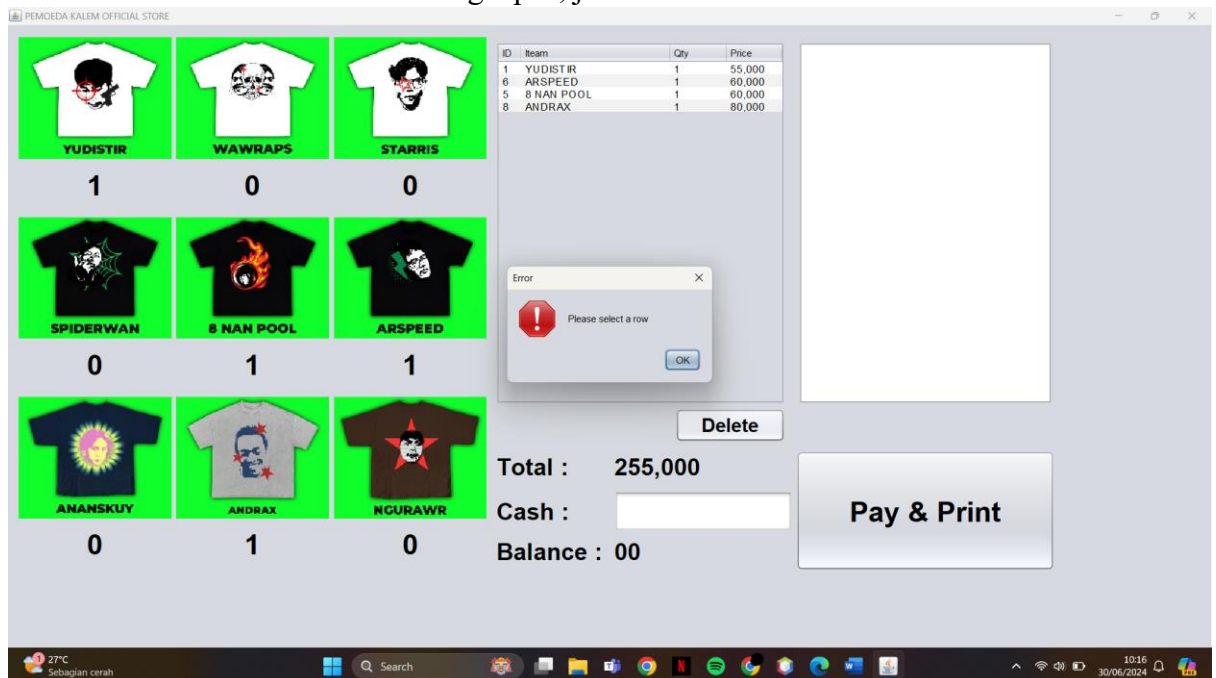 PEMOEDA KALEM OFFICIAL STORE
YUDISTIR WAWRAPS STARRIS
1 0 0
SPIDERWAN 8 NAN POOL ARSPEED
0 1 1
ANANSKUY ANDRAX NGURAWR
0 1 0
ID Iteam Qty Price
1 YUDISTIR 1 55,000
6 ARSPEED 1 60,000
5 8 NAN POOL 1 60,000
8 ANDRAX 1 80,000
Error
Please select a row
OK
Delete
Total : 255,000
Cash :
Balance : 00
Pay & Print
1
27°C
Sebagian cerah
Search
10:16
30/06/2024